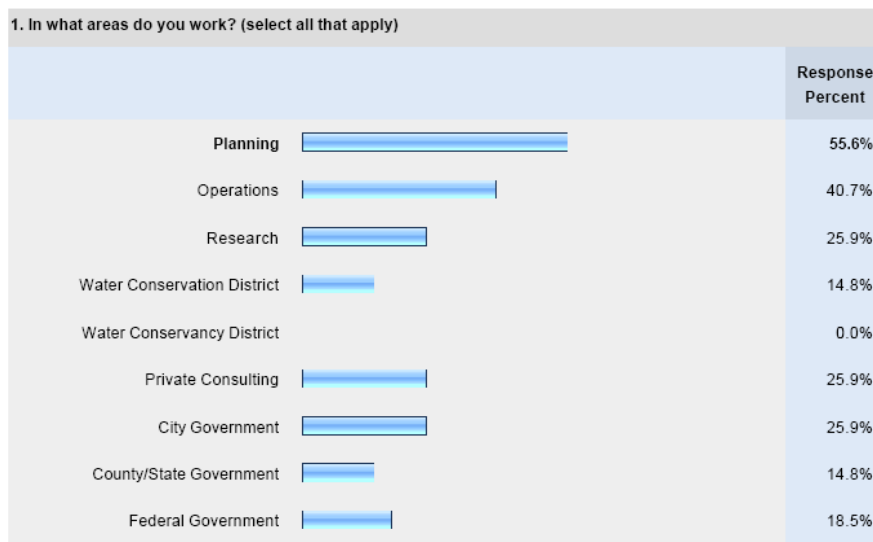 1. In what areas do you work? (select all that apply)
Response
Percent
Planning 55.6%
Operations 40.7%
Research 25.9%
Water Conservation District 14.8%
Water Conservancy District 0.0%
Private Consulting 25.9%
City Government 25.9%
County/State Government 14.8%
Federal Government 18.5%